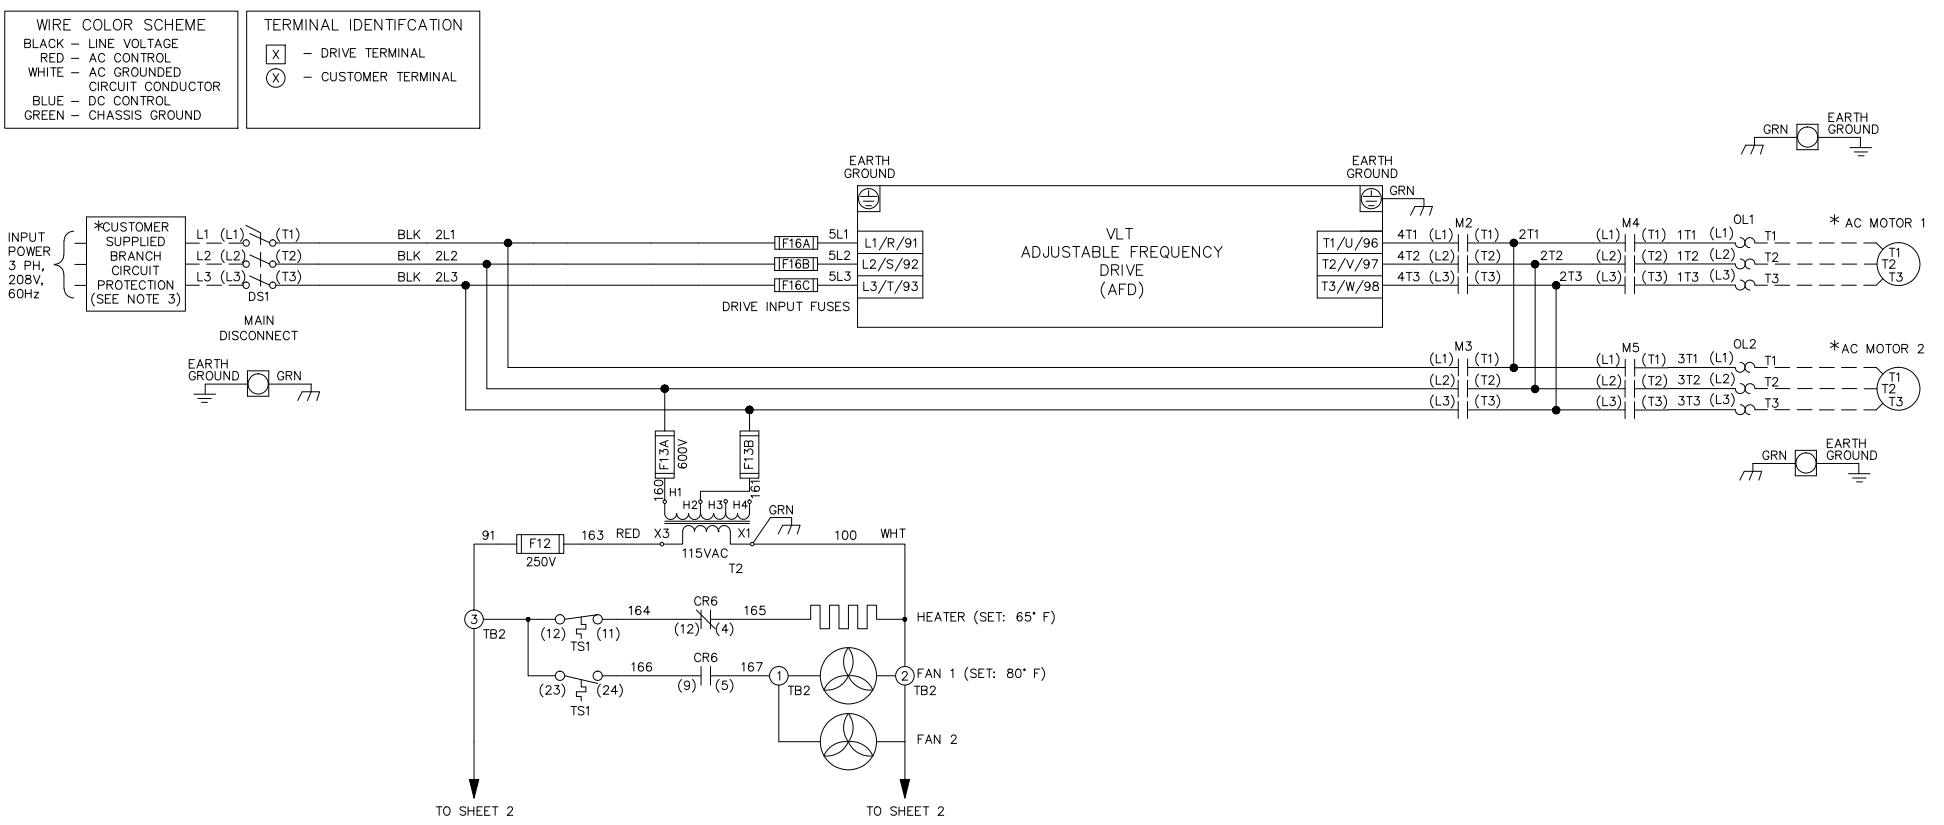 WIRE COLOR SCHEME
BLACK – LINE VOLTAGE
RED – AC CONTROL
WHITE – AC GROUNDED
CIRCUIT CONDUCTOR
BLUE – DC CONTROL
GREEN – CHASSIS GROUND
TERMINAL IDENTIFCATION
X – DRIVE TERMINAL
X – CUSTOMER TERMINAL
EARTH
GROUND
GRN
EARTH
GROUND
EARTH
GROUND
GRN
INPUT
POWER
3 PH,
208V,
60Hz
*CUSTOMER
SUPPLIED
BRANCH
CIRCUIT
PROTECTION
(SEE NOTE 3)
L1 (L1) (T1) BLK 2L1 F16A 5L1 L1/R/91
L2 (L2) (T2) BLK 2L2 F16B 5L2 L2/S/92
L3 (L3) (T3) BLK 2L3 F16C 5L3 L3/T/93
DS1
MAIN
DISCONNECT
DRIVE INPUT FUSES
VLT
ADJUSTABLE FREQUENCY
DRIVE
(AFD)
M2 M4 OL1 * AC MOTOR 1
T1/U/96 4T1 (L1) (T1) 2T1 (L1) (T1) 1T1 (L1) T1 T1
T2/V/97 4T2 (L2) (T2) 2T2 (L2) (T2) 1T2 (L2) T2 T2
T3/W/98 4T3 (L3) (T3) 2T3 (L3) (T3) 1T3 (L3) T3 T3
EARTH
GROUND GRN
M3 M5 OL2 *AC MOTOR 2
(L1) (T1) (L1) (T1) 3T1 (L1) T1 T1
(L2) (T2) (L2) (T2) 3T2 (L2) T2 T2
(L3) (T3) (L3) (T3) 3T3 (L3) T3 T3
EARTH
GRN GROUND
F13A
600V
F13B
160
161
H1
H2 H3 H4
GRN
91 F12 163 RED X3 X1 100 WHT
250V
115VAC
T2
3
TB2
(12) (11) 164 CR6 165 HEATER (SET: 65° F)
TS1
(12) (4)
(23) (24) 166 CR6 167 1 2 FAN 1 (SET: 80° F)
TS1
(9) (5)
TB2
TB2
FAN 2
TO SHEET 2
TO SHEET 2